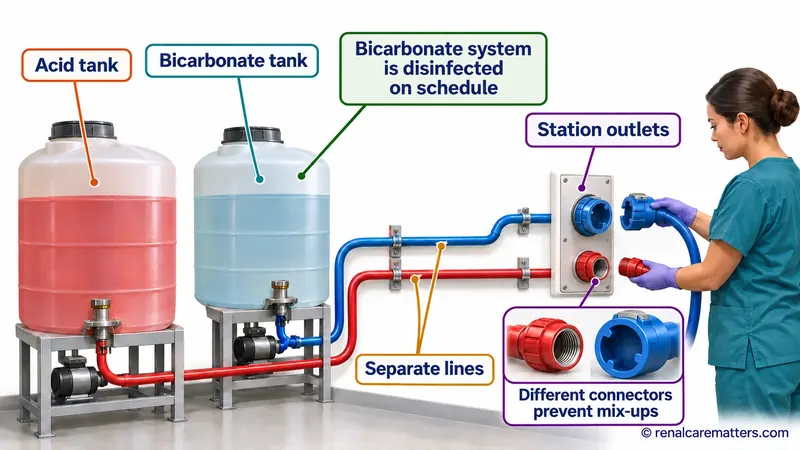 Acid tank
Bicarbonate tank
Bicarbonate system
is disinfected
on schedule
Station outlets
Separate lines
Different connectors
prevent mix-ups
© renalcarematters.com